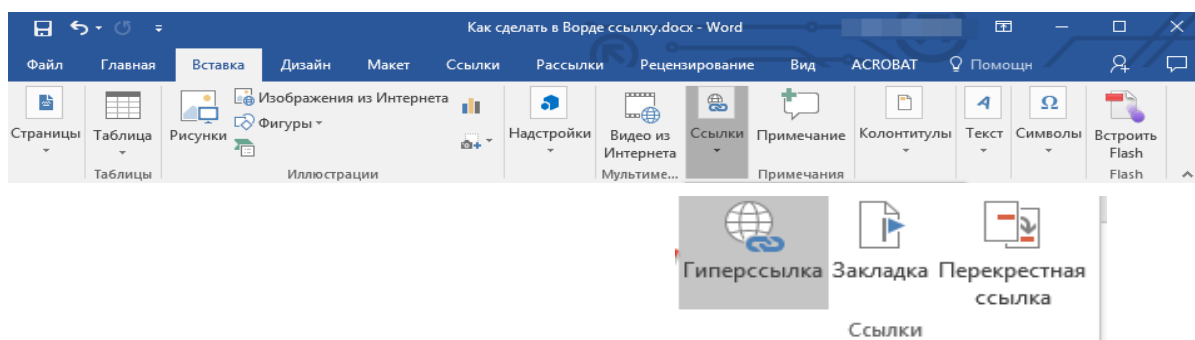 Как сделать в Ворде ссылку.docx - Word
Файл Главная Вставка Дизайн Макет Ссылки Рассылки Рецензирование Вид ACROBAT Помощн
Страницы Таблица Рисунки Изображения из Интернета Фигуры Надстройки Видео из Интернета Ссылки Примечание Колонтитулы Текст Символы Встроить Flash
Таблицы Иллюстрации Мультиме... Примечания Flash
Гиперссылка Закладка Перекрестная
ссылка
Ссылки